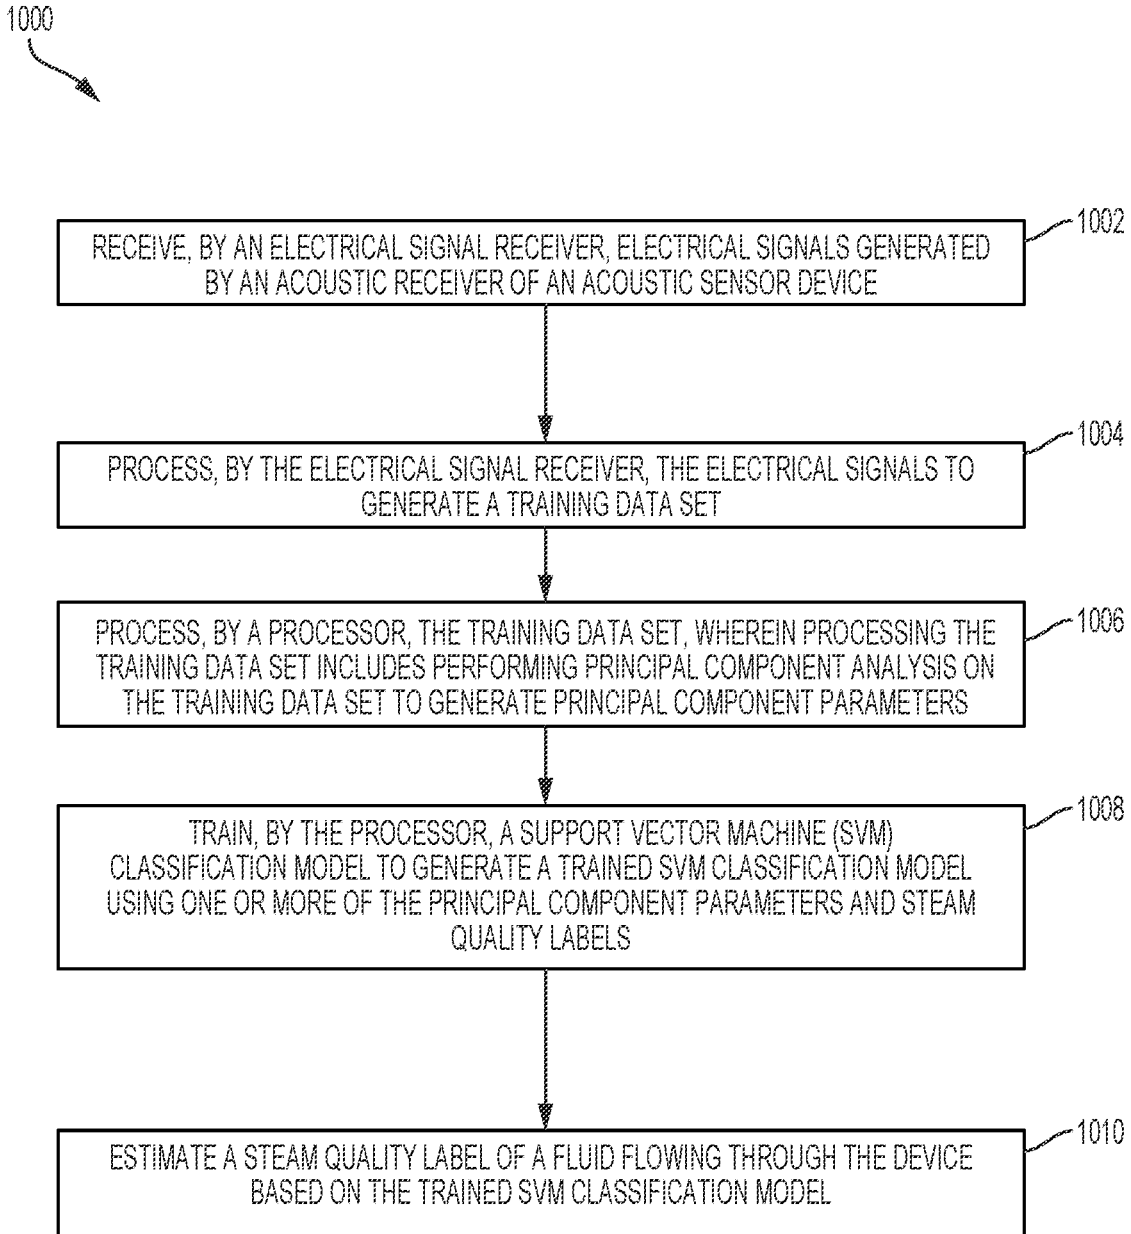 1000
1002
RECEIVE, BY AN ELECTRICAL SIGNAL RECEIVER, ELECTRICAL SIGNALS GENERATED
BY AN ACOUSTIC RECEIVER OF AN ACOUSTIC SENSOR DEVICE
1004
PROCESS, BY THE ELECTRICAL SIGNAL RECEIVER, THE ELECTRICAL SIGNALS TO
GENERATE A TRAINING DATA SET
1006
PROCESS, BY A PROCESSOR, THE TRAINING DATA SET, WHEREIN PROCESSING THE
TRAINING DATA SET INCLUDES PERFORMING PRINCIPAL COMPONENT ANALYSIS ON
THE TRAINING DATA SET TO GENERATE PRINCIPAL COMPONENT PARAMETERS
1008
TRAIN, BY THE PROCESSOR, A SUPPORT VECTOR MACHINE (SVM)
CLASSIFICATION MODEL TO GENERATE A TRAINED SVM CLASSIFICATION MODEL
USING ONE OR MORE OF THE PRINCIPAL COMPONENT PARAMETERS AND STEAM
QUALITY LABELS
1010
ESTIMATE A STEAM QUALITY LABEL OF A FLUID FLOWING THROUGH THE DEVICE
BASED ON THE TRAINED SVM CLASSIFICATION MODEL